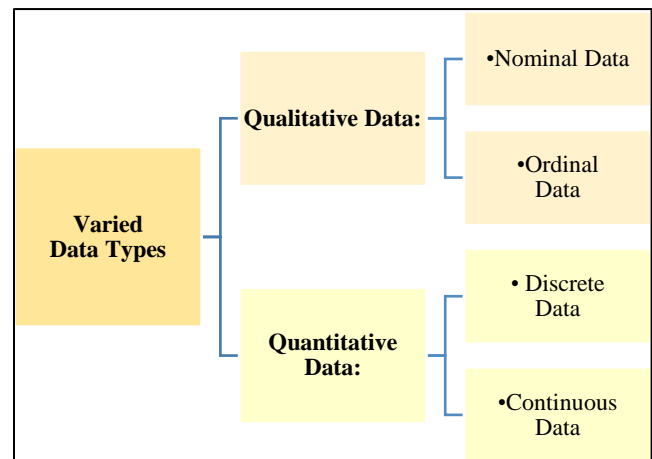 Varied
Data Types
Qualitative Data:
•Nominal Data
•Ordinal
Data
Quantitative
Data:
• Discrete
Data
•Continuous
Data